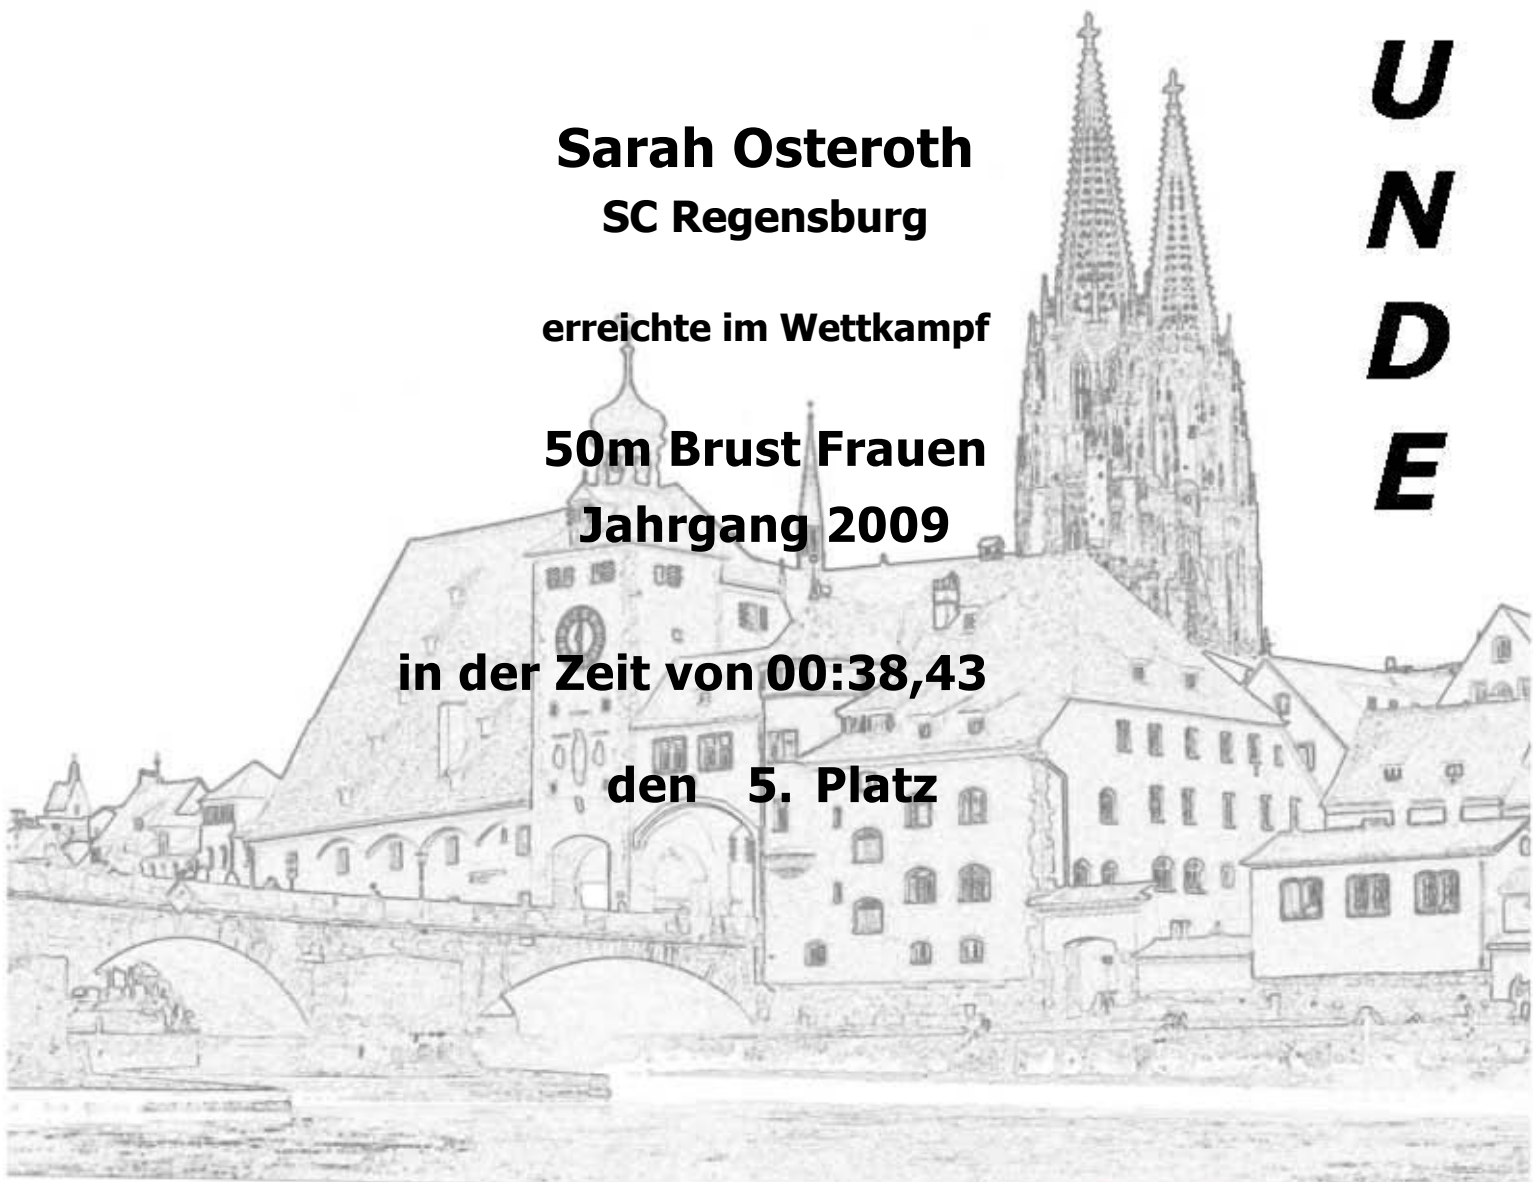 Sarah Osteroth
SC Regensburg
erreichte im Wettkampf
50m Brust Frauen
Jahrgang 2009
in der Zeit von 00:38,43
den 5. Platz
U
N
D
E